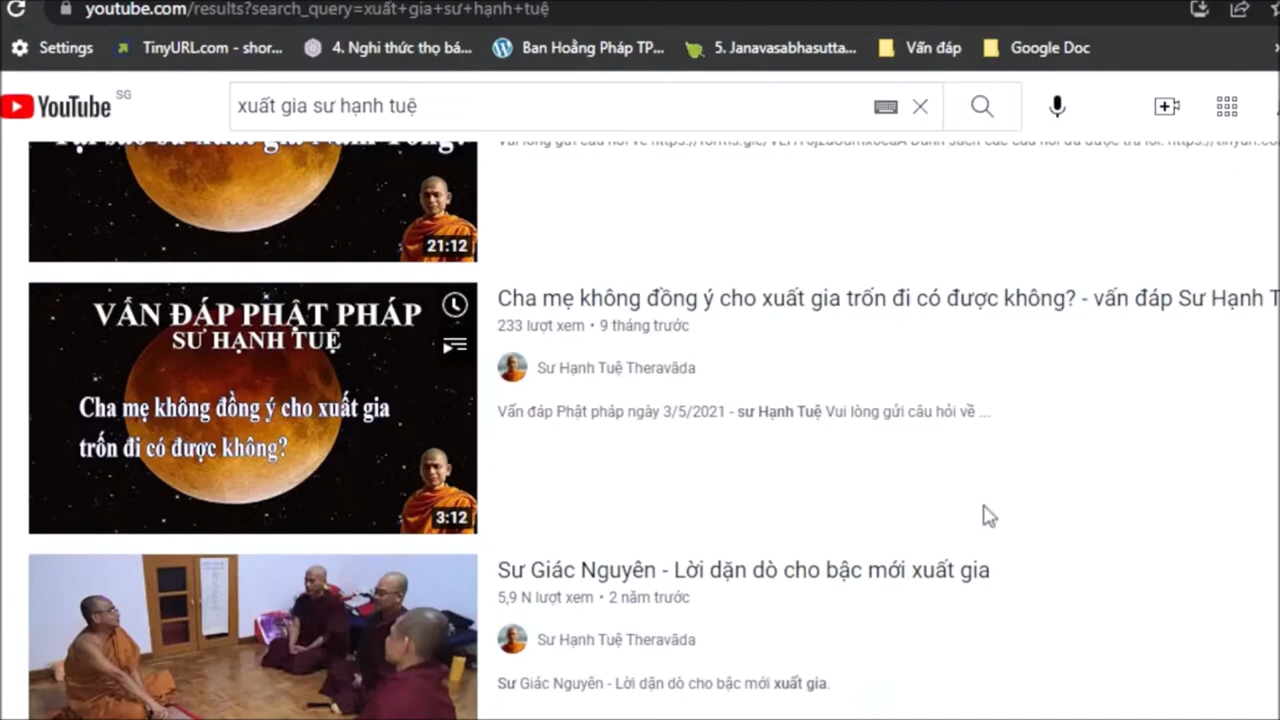 youtube.com/results?search_query=xuất+gia+sư+hạnh+tuệ
Settings TinyURL.com - shor... 4. Nghi thức thọ bá... Ban Hoằng Pháp TP... 5. Janavasabhasutta... Vấn đáp Google Doc
YouTube SG
xuất gia sư hạnh tuệ
21:12
VẤN ĐÁP PHẬT PHÁP
SƯ HẠNH TUỆ
Cha mẹ không đồng ý cho xuất gia
trốn đi có được không?
3:12
Cha mẹ không đồng ý cho xuất gia trốn đi có được không? - vấn đáp Sư Hạnh T
233 lượt xem • 9 tháng trước
Sư Hạnh Tuệ Theravāda
Vấn đáp Phật pháp ngày 3/5/2021 - sư Hạnh Tuệ Vui lòng gửi câu hỏi về ...
Sư Giác Nguyên - Lời dặn dò cho bậc mới xuất gia
5,9 N lượt xem • 2 năm trước
Sư Hạnh Tuệ Theravāda
Sư Giác Nguyên - Lời dặn dò cho bậc mới xuất gia.